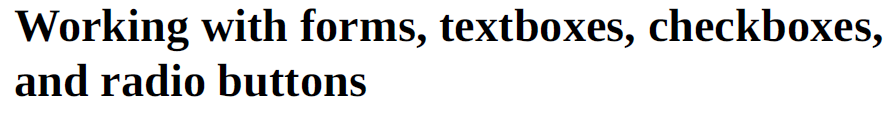 Working with forms, textboxes, checkboxes,
and radio buttons